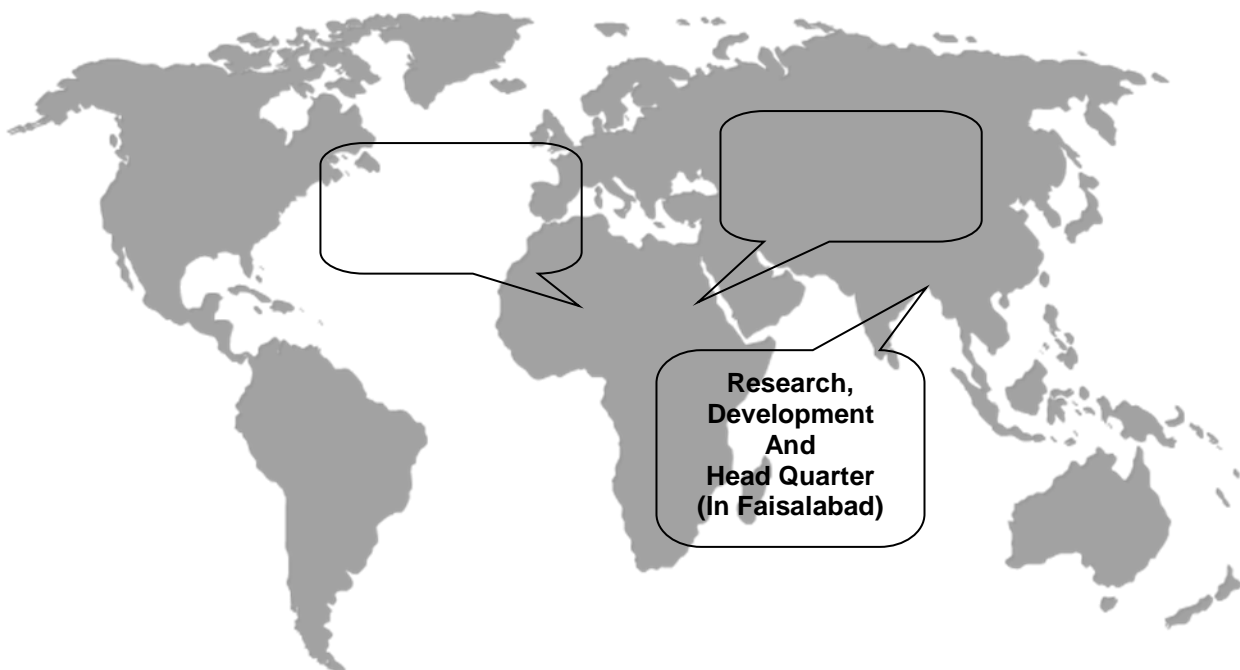 Research,
Development
And
Head Quarter
(In Faisalabad)